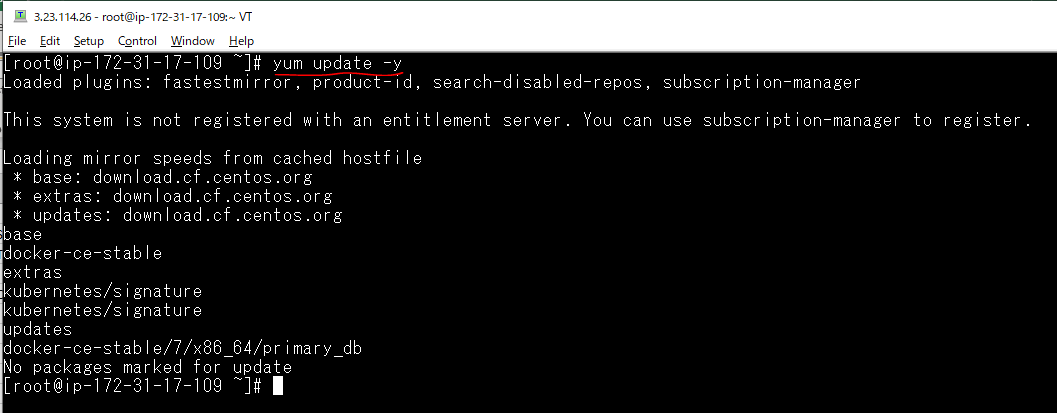 3.23.114.26 - root@ip-172-31-17-109:~ VT
File Edit Setup Control Window Help
[root@ip-172-31-17-109 ~]# yum update -y
Loaded plugins: fastestmirror, product-id, search-disabled-repos, subscription-manager
This system is not registered with an entitlement server. You can use subscription-manager to register.
Loading mirror speeds from cached hostfile
* base: download.cf.centos.org
* extras: download.cf.centos.org
* updates: download.cf.centos.org
base
docker-ce-stable
extras
kubernetes/signature
kubernetes/signature
updates
docker-ce-stable/7/x86_64/primary_db
No packages marked for update
[root@ip-172-31-17-109 ~]#